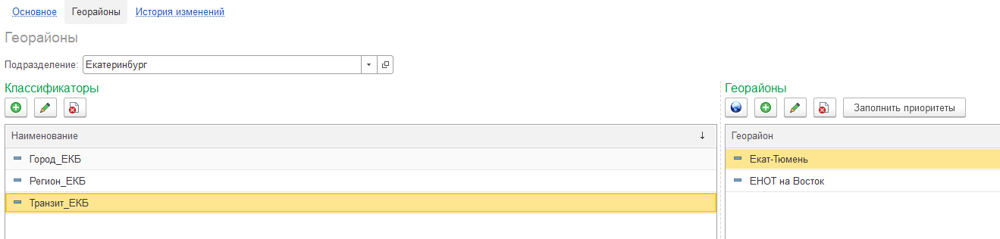 Основное Георайоны История изменений
Георайоны
Подразделение: Екатеринбург
Классификаторы
Наименование
Город_ЕКБ
Регион_ЕКБ
Транзит_ЕКБ
Георайоны
Заполнить приоритеты
Георайон
Екат-Тюмень
ЕНОТ на Восток